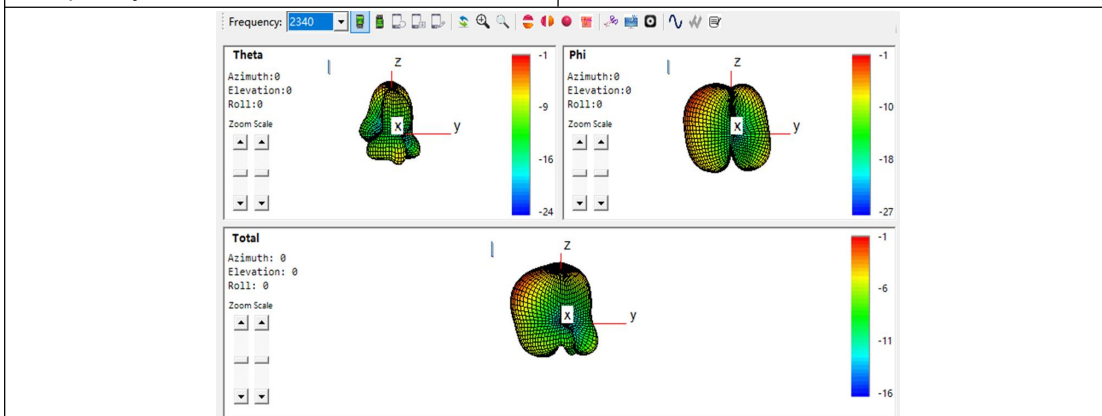 Frequency: 2340
Theta
Azimuth:0
Elevation:0
Roll:0
Zoom Scale
z
x
y
-1
-9
-16
-24
Phi
Azimuth:0
Elevation:0
Roll:0
Zoom Scale
z
x
y
-1
-10
-18
-27
Total
Azimuth: 0
Elevation: 0
Roll: 0
Zoom Scale
z
x
y
-1
-6
-11
-16